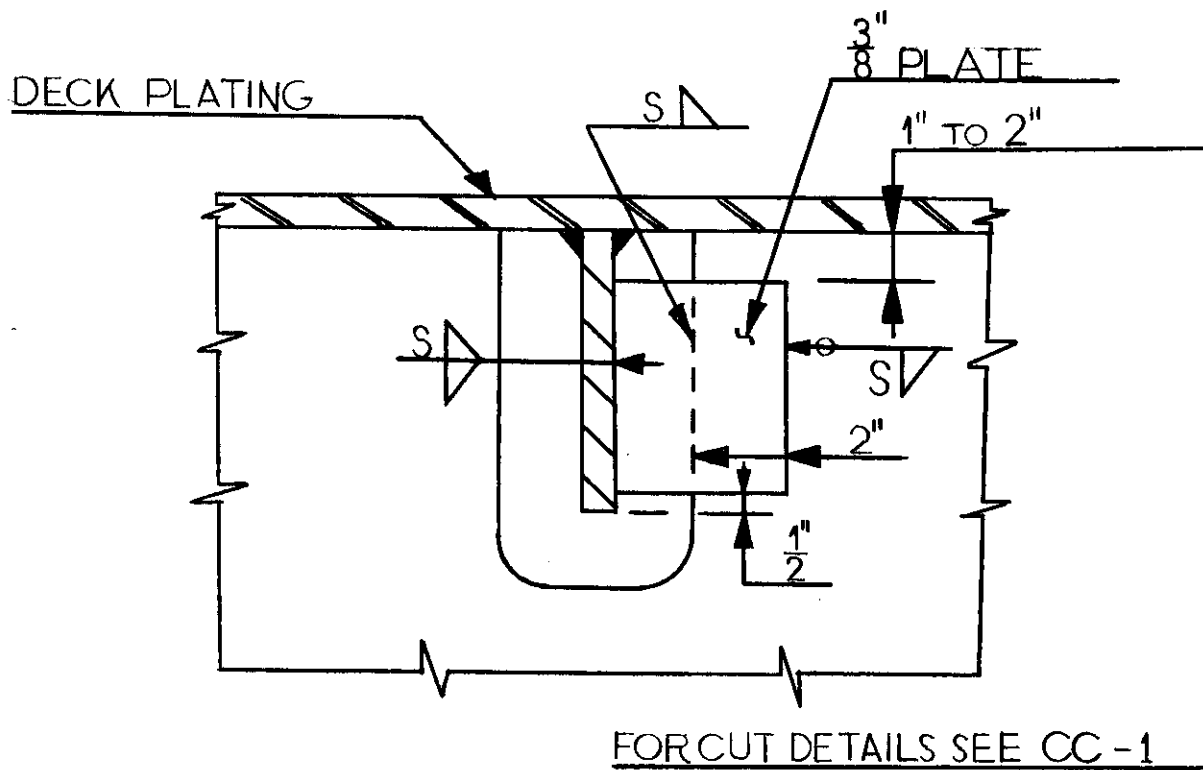 3/8" PLATE
DECK PLATING
S
1" TO 2"
S
S
2"
1/2"
FOR CUT DETAILS SEE CC-1